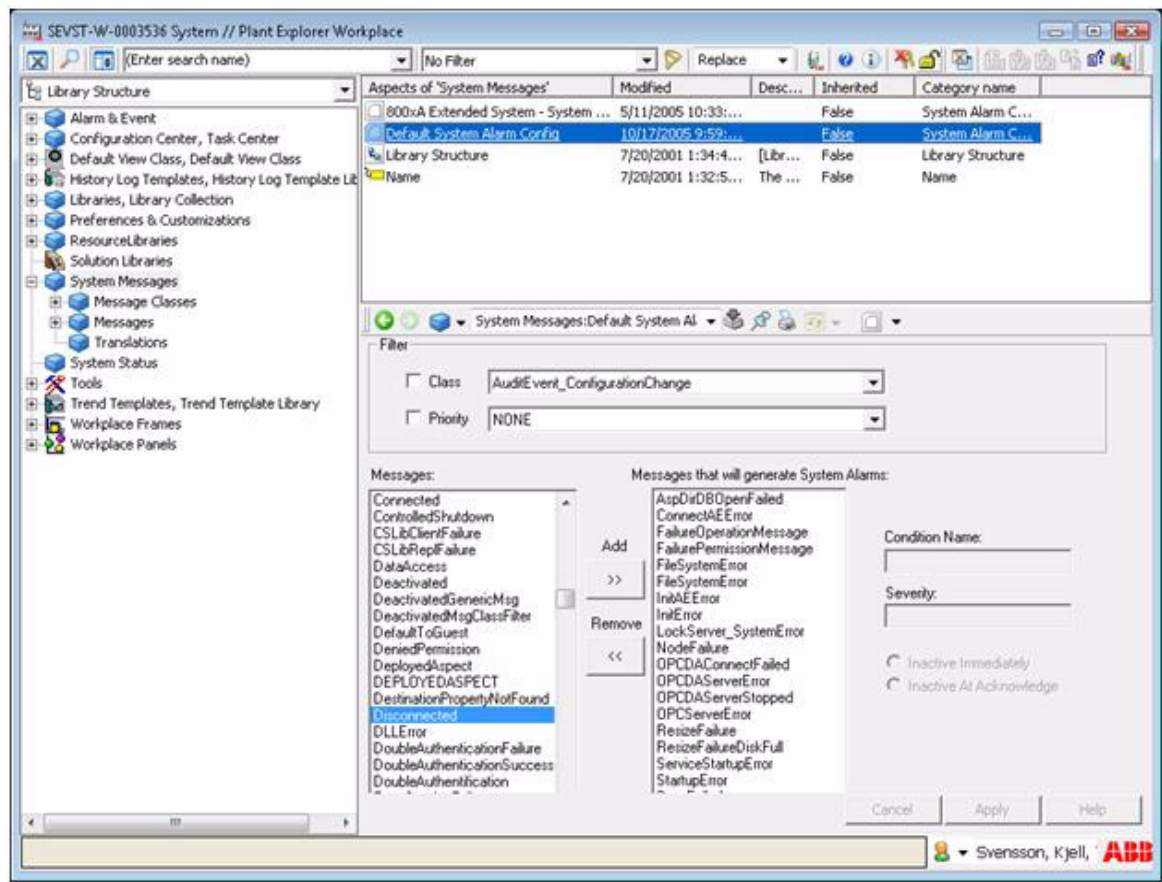 SEVST-W-0003536 System // Plant Explorer Workplace
(Enter search name) No Filter Replace
Library Structure
Alarm & Event
Configuration Center, Task Center
Default View Class, Default View Class
History Log Templates, History Log Template Lib
Libraries, Library Collection
Preferences & Customizations
ResourceLibraries
Solution Libraries
System Messages
Message Classes
Messages
Translations
System Status
Tools
Trend Templates, Trend Template Library
Workplace Frames
Workplace Panels
Aspects of 'System Messages' Modified Desc... Inherited Category name
800xA Extended System - System ... 5/11/2005 10:33:... False System Alarm C...
Default System Alarm Config 10/17/2005 9:59:... False System Alarm C...
Library Structure 7/20/2001 1:34:4... [Libr... False Library Structure
Name 7/20/2001 1:32:5... The ... False Name
System Messages:Default System Al
Filter
Class AuditEvent_ConfigurationChange
Priority NONE
Messages:
Connected
ControlledShutdown
CSLibClientFailure
CSLibReplFailure
DataAccess
Deactivated
DeactivatedGenericMsg
DeactivatedMsgClassFilter
DefaultToGuest
DeniedPermission
DeployedAspect
DEPLOYEDASPECT
DestinationPropertyNotFound
Disconnected
DLLError
DoubleAuthenticationFailure
DoubleAuthenticationSuccess
DoubleAuthentification
Add
>>
Remove
<<
Messages that will generate System Alarms:
AspDirDBOpenFailed
ConnectAEError
FailureOperationMessage
FailurePermissionMessage
FileSystemError
FileSystemError
InitAEError
InitError
LockServer_SystemError
NodeFailure
OPCDAConnectFailed
OPCDAServerError
OPCDAServerStopped
OPCServerError
ResizeFailure
ResizeFailureDiskFull
ServiceStartupError
StartupError
Condition Name:
Severity:
Inactive Immediately
Inactive At Acknowledge
Cancel Apply Help
Svensson, Kjell, ABB